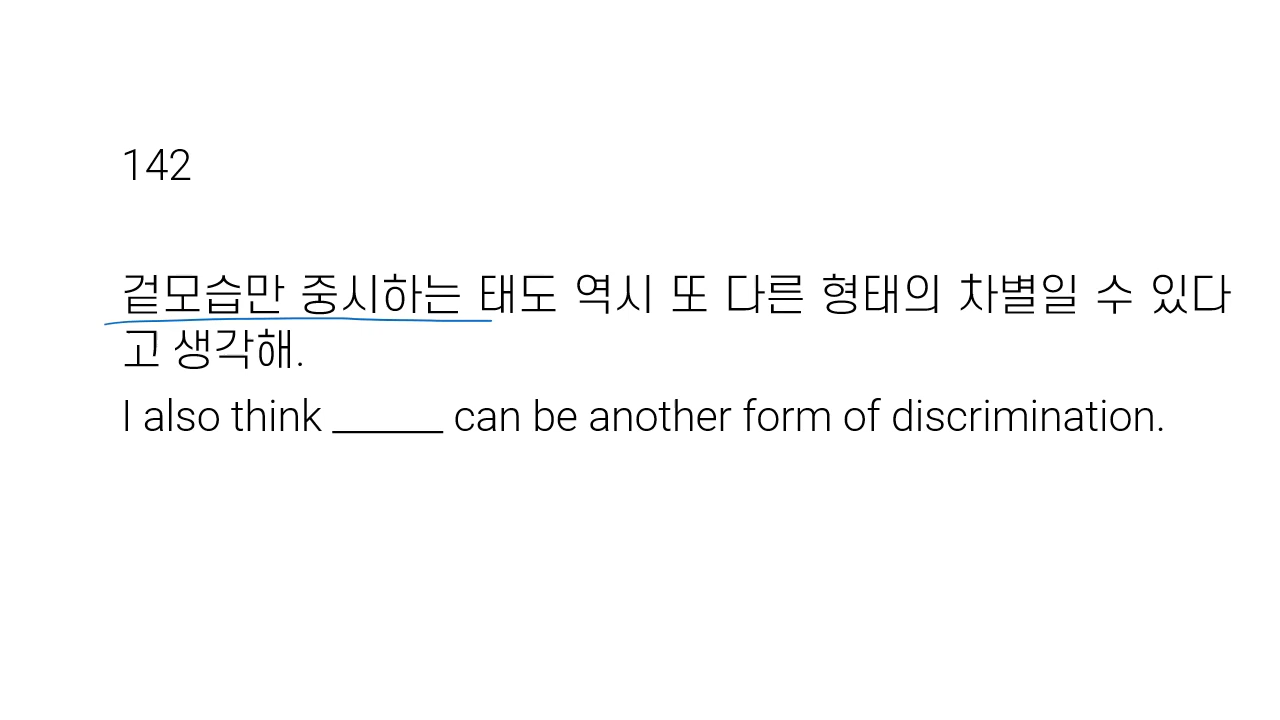 142
겉모습만 중시하는 태도 역시 또 다른 형태의 차별일 수 있다
고 생각해.
I also think ______ can be another form of discrimination.